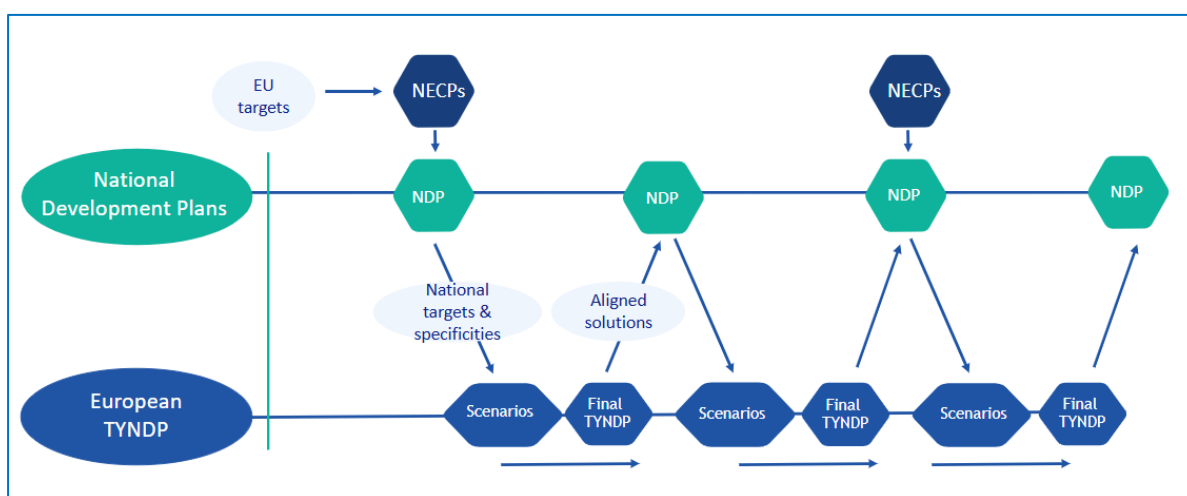 EU
targets
NECPs
NECPs
National
Development Plans
NDP
NDP
NDP
NDP
National
targets &
specificities
Aligned
solutions
European
TYNDP
Scenarios
Final
TYNDP
Scenarios
Final
TYNDP
Scenarios
Final
TYNDP